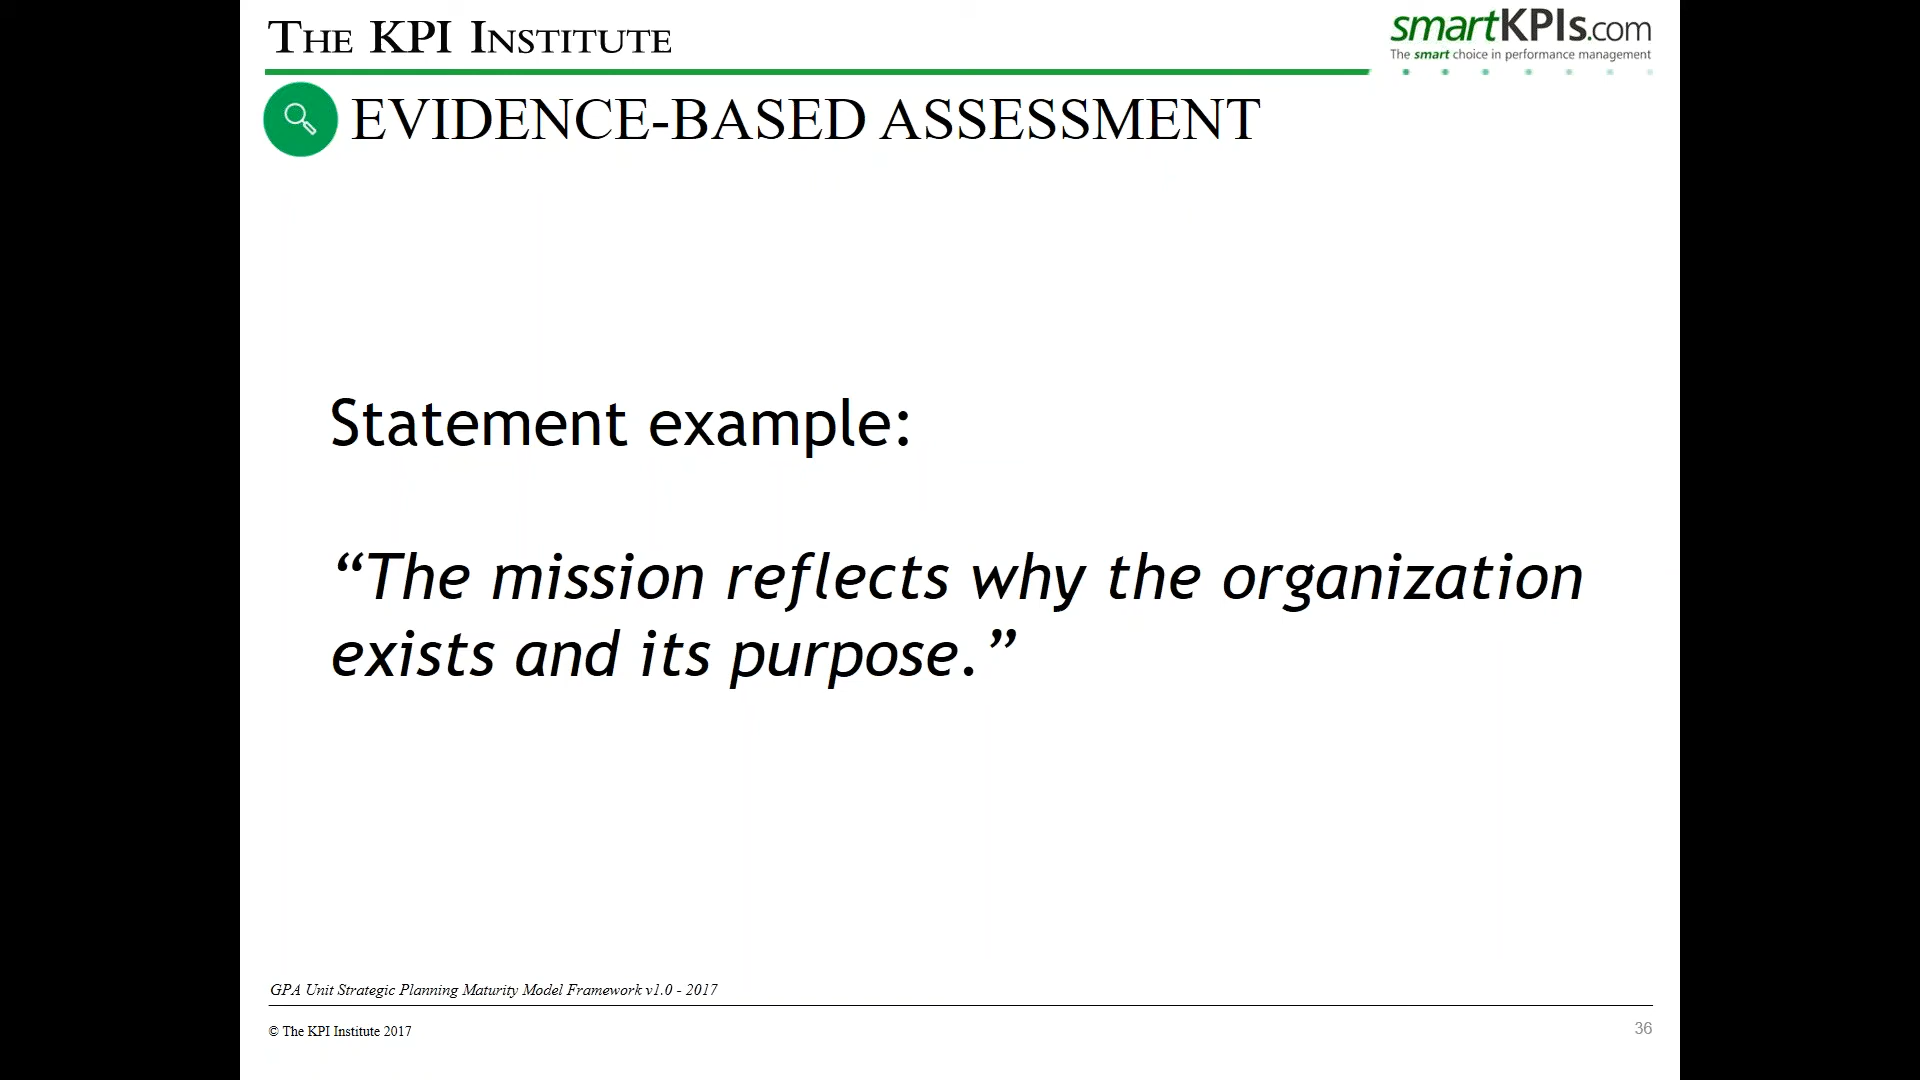 THE KPI INSTITUTE
smartKPIs.com
The smart choice in performance management
EVIDENCE-BASED ASSESSMENT
Statement example:
“The mission reflects why the organization
exists and its purpose.”
GPA Unit Strategic Planning Maturity Model Framework v1.0 - 2017
© The KPI Institute 2017
36